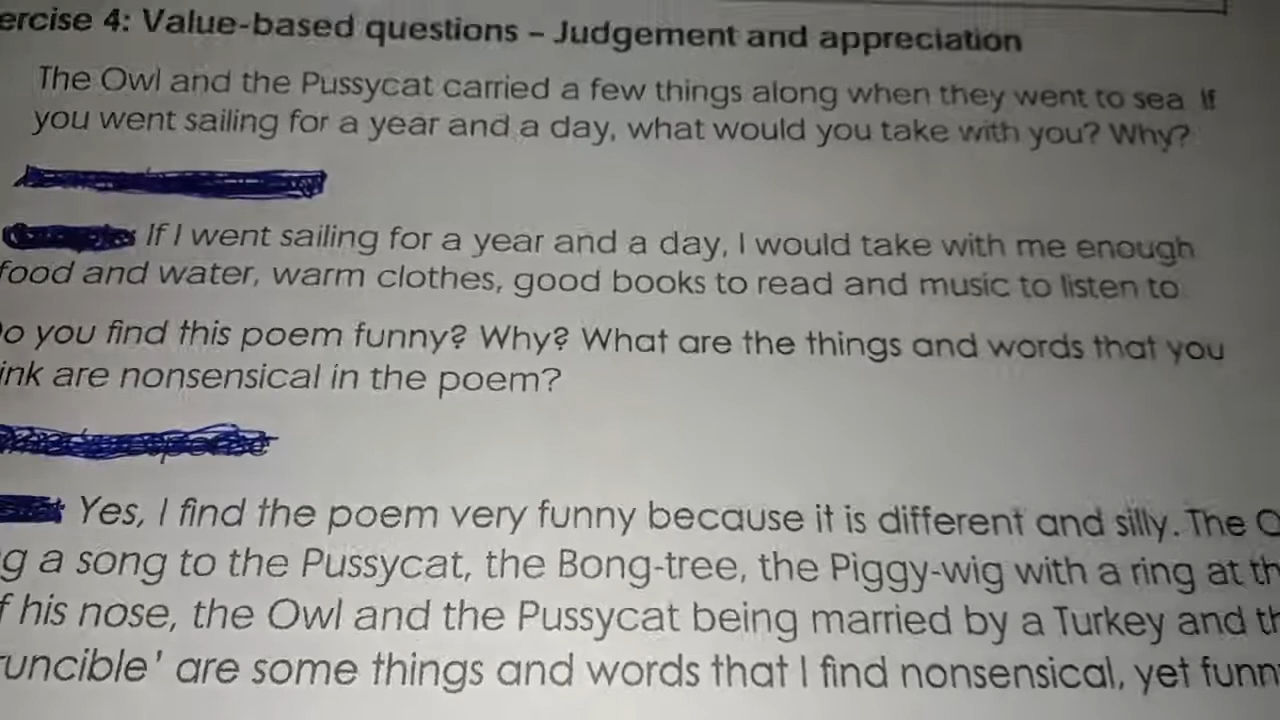 ercise 4: Value-based questions – Judgement and appreciation
The Owl and the Pussycat carried a few things along when they went to sea. If
you went sailing for a year and a day, what would you take with you? Why?
If I went sailing for a year and a day, I would take with me enough
food and water, warm clothes, good books to read and music to listen to.
o you find this poem funny? Why? What are the things and words that you
ink are nonsensical in the poem?
Yes, I find the poem very funny because it is different and silly. The O
g a song to the Pussycat, the Bong-tree, the Piggy-wig with a ring at th
f his nose, the Owl and the Pussycat being married by a Turkey and th
runcible' are some things and words that I find nonsensical, yet funn